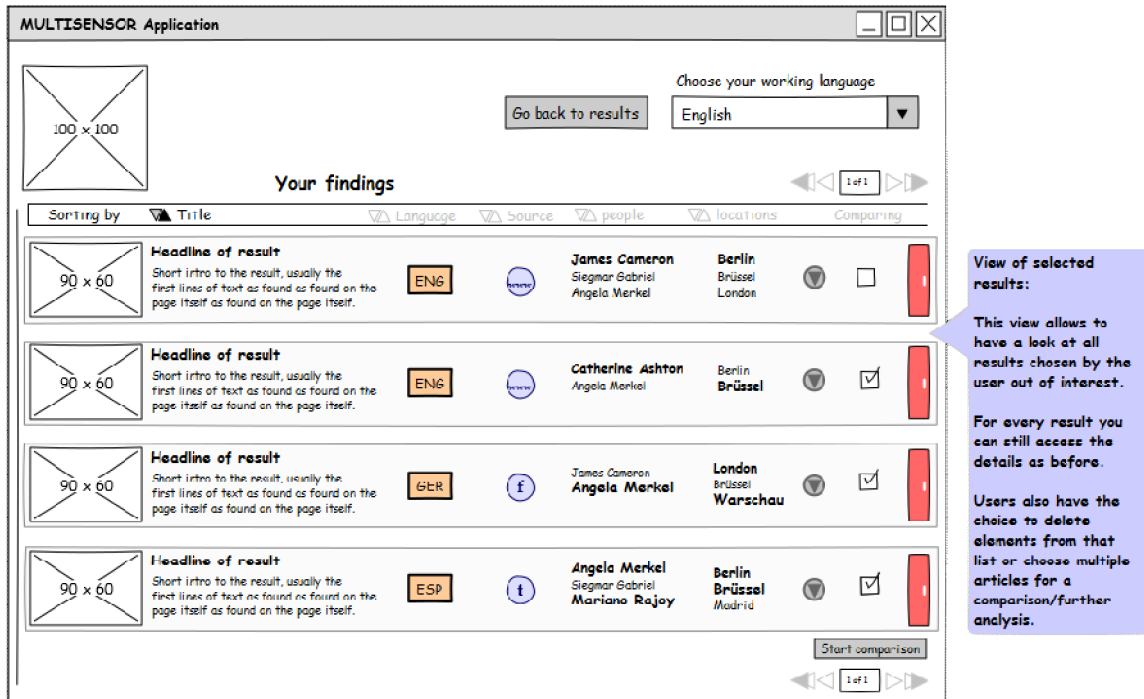 MULTISENSOR Application
Choose your working language
100 x 100
Go back to results
English
Your findings
1 of 1
Sorting by Title Language Source people locations Comparing
Headline of result
90 x 60
Short intro to the result, usually the
first lines of text as found as found on the
page itself as found on the page itself.
ENG
www
James Cameron
Siegmar Gabriel
Angela Merkel
Berlin
Brüssel
London
Headline of result
90 x 60
Short intro to the result, usually the
first lines of text as found as found on the
page itself as found on the page itself.
ENG
www
Catherine Ashton
Angela Merkel
Berlin
Brüssel
Headline of result
90 x 60
Short intro to the result, usually the
first lines of text as found as found on the
page itself as found on the page itself.
GER
f
James Cameron
Angela Merkel
London
Brüssel
Warschau
Headline of result
90 x 60
Short intro to the result, usually the
first lines of text as found as found on the
page itself as found on the page itself.
ESP
t
Angela Merkel
Siegmar Gabriel
Mariano Rajoy
Berlin
Brüssel
Madrid
Start comparison
1 of 1
View of selected
results:
This view allows to
have a look at all
results chosen by the
user out of interest.
For every result you
can still access the
details as before.
Users also have the
choice to delete
elements from that
list or choose multiple
articles for a
comparison/further
analysis.